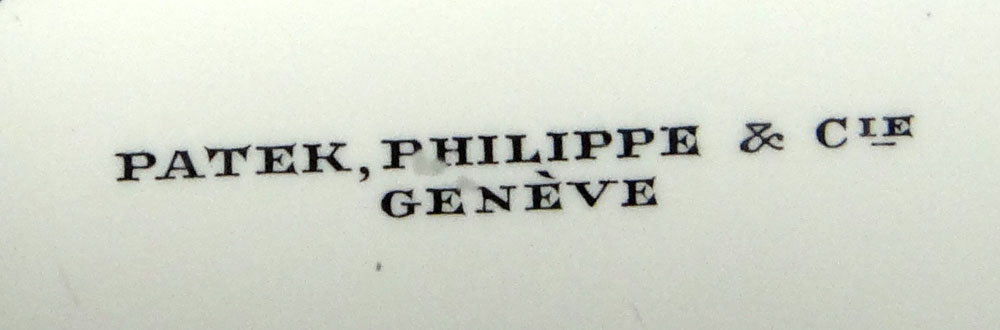 PATEK, PHILIPPE & CIE
GENÈVE